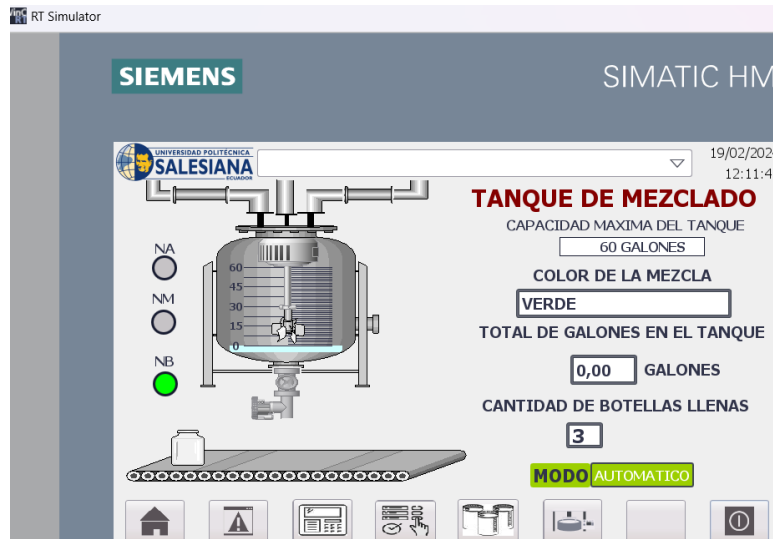 RT Simulator
SIEMENS
SIMATIC HM
UNIVERSIDAD POLITÉCNICA
SALESIANA
ECUADOR
19/02/202
12:11:4
TANQUE DE MEZCLADO
CAPACIDAD MAXIMA DEL TANQUE
60 GALONES
COLOR DE LA MEZCLA
VERDE
TOTAL DE GALONES EN EL TANQUE
0,00 GALONES
CANTIDAD DE BOTELLAS LLENAS
3
MODO AUTOMATICO
NA
NM
NB
60
45
30
15
0